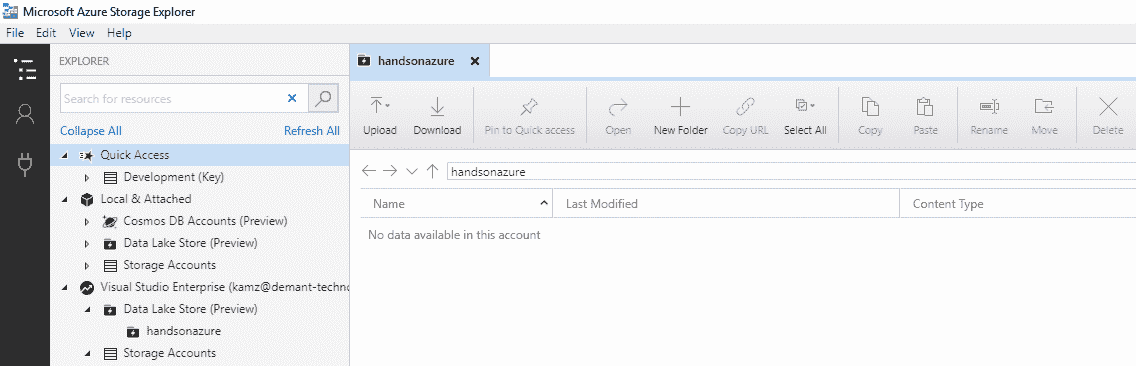 Microsoft Azure Storage Explorer
File Edit View Help
EXPLORER
Search for resources
Collapse All Refresh All
Quick Access
Development (Key)
Local & Attached
Cosmos DB Accounts (Preview)
Data Lake Store (Preview)
Storage Accounts
Visual Studio Enterprise (kamz@demant-techno
Data Lake Store (Preview)
handsonazure
Storage Accounts
handsonazure
Upload Download Pin to Quick access Open New Folder Copy URL Select All Copy Paste Rename Move Delete
handsonazure
Name Last Modified Content Type
No data available in this account